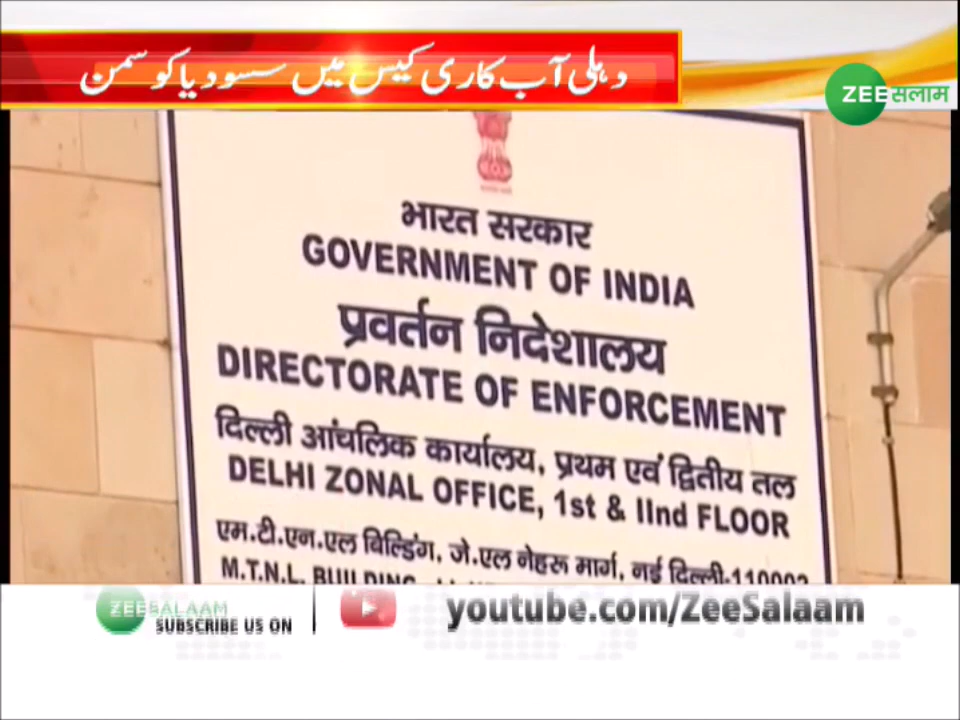 دہلی آب کاری کیس میں سسودیا کو سمن
ZEE सलाम
भारत सरकार
GOVERNMENT OF INDIA
प्रवर्तन निदेशालय
DIRECTORATE OF ENFORCEMENT
दिल्ली आंचलिक कार्यालय, प्रथम एवं द्वितीय तल
DELHI ZONAL OFFICE, 1st & IInd FLOOR
एम.टी.एन.एल बिल्डिंग, जे.एल नेहरू मार्ग, नई दिल्ली-110002
M.T.N.L. BUILDING
ZEESALAAM
SUBSCRIBE US ON
youtube.com/ZeeSalaam